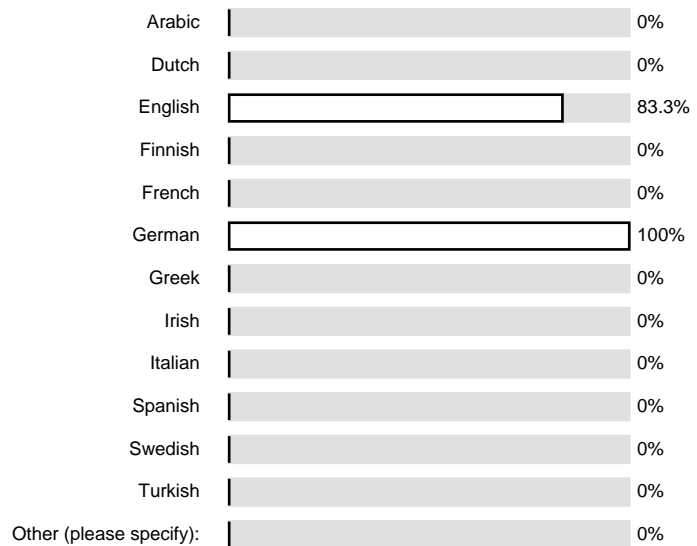 Arabic 0%
Dutch 0%
English 83.3%
Finnish 0%
French 0%
German 100%
Greek 0%
Irish 0%
Italian 0%
Spanish 0%
Swedish 0%
Turkish 0%
Other (please specify): 0%